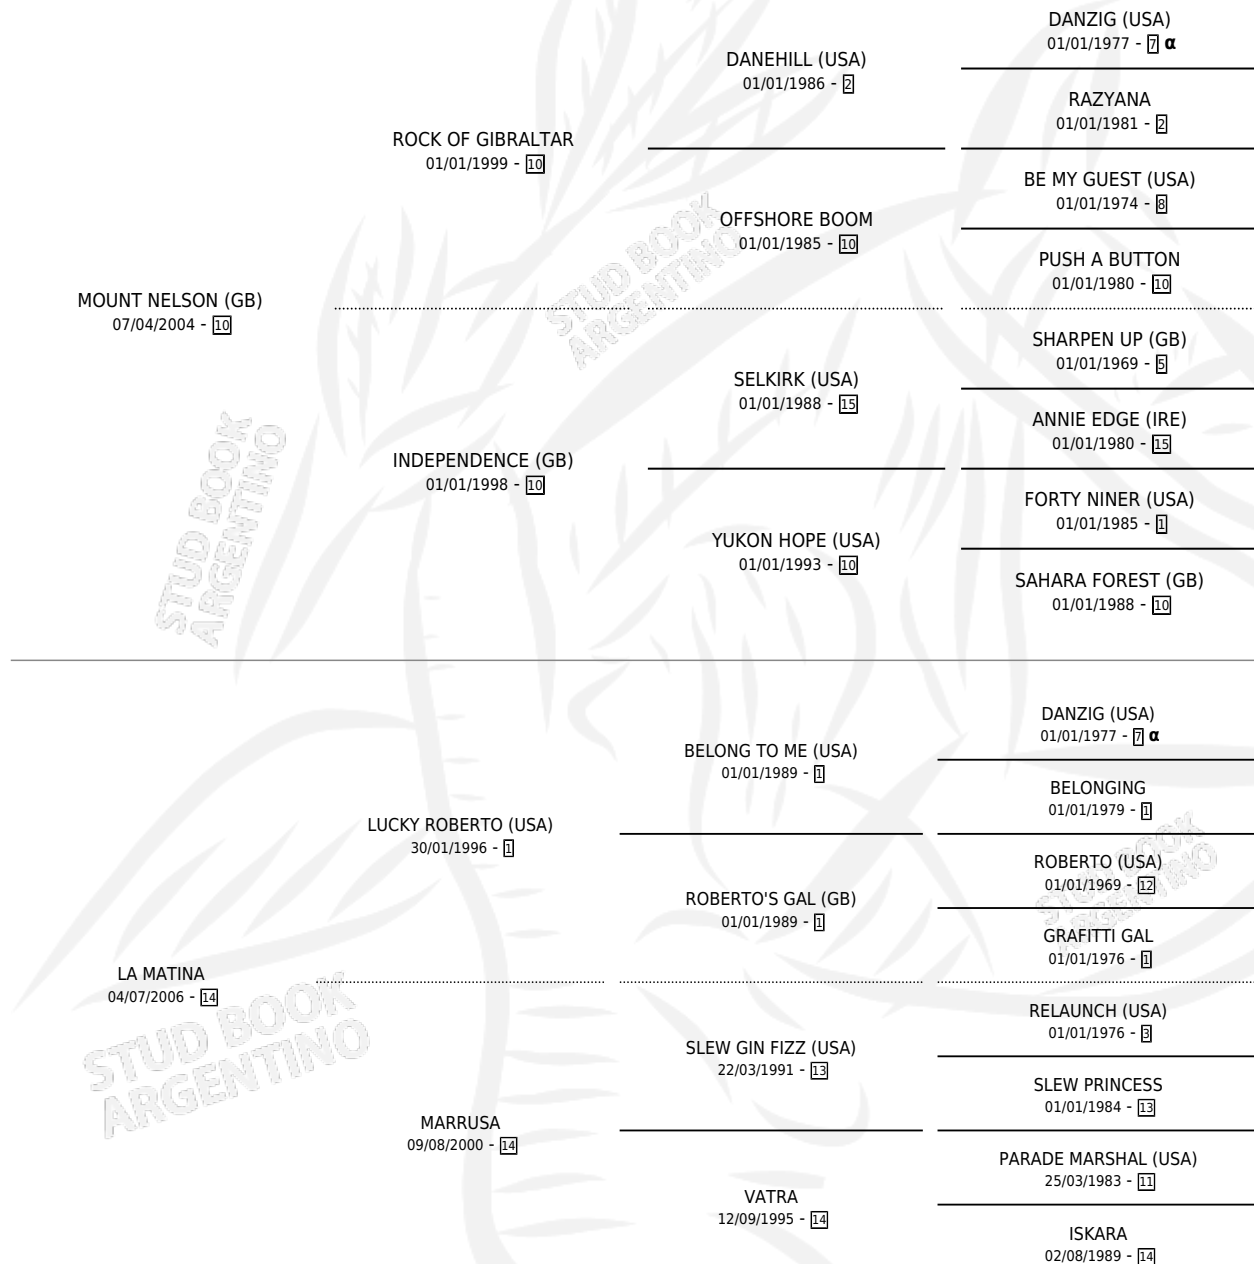 DANZIG (USA)
01/01/1977 - 7 α
DANEHILL (USA)
01/01/1986 - 2
RAZYANA
01/01/1981 - 2
ROCK OF GIBRALTAR
01/01/1999 - 10
BE MY GUEST (USA)
01/01/1974 - 8
OFFSHORE BOOM
01/01/1985 - 10
PUSH A BUTTON
01/01/1980 - 10
STUD BOOK
ARGENTINO
MOUNT NELSON (GB)
07/04/2004 - 10
SHARPEN UP (GB)
01/01/1969 - 5
SELKIRK (USA)
01/01/1988 - 15
ANNIE EDGE (IRE)
01/01/1980 - 15
INDEPENDENCE (GB)
01/01/1998 - 10
FORTY NINER (USA)
01/01/1985 - 1
YUKON HOPE (USA)
01/01/1993 - 10
SAHARA FOREST (GB)
01/01/1988 - 10
STUD BOOK
ARGENTINO
DANZIG (USA)
01/01/1977 - 7 α
BELONG TO ME (USA)
01/01/1989 - 1
BELONGING
01/01/1979 - 1
LUCKY ROBERTO (USA)
30/01/1996 - 1
ROBERTO (USA)
01/01/1969 - 12
ROBERTO'S GAL (GB)
01/01/1989 - 1
GRAFITTI GAL
01/01/1976 - 1
STUD BOOK
ARGENTINO
LA MATINA
04/07/2006 - 14
RELAUNCH (USA)
01/01/1976 - 3
SLEW GIN FIZZ (USA)
22/03/1991 - 13
SLEW PRINCESS
01/01/1984 - 13
STUD BOOK
ARGENTINO
MARRUSA
09/08/2000 - 14
PARADE MARSHAL (USA)
25/03/1983 - 11
VATRA
12/09/1995 - 14
ISKARA
02/08/1989 - 14